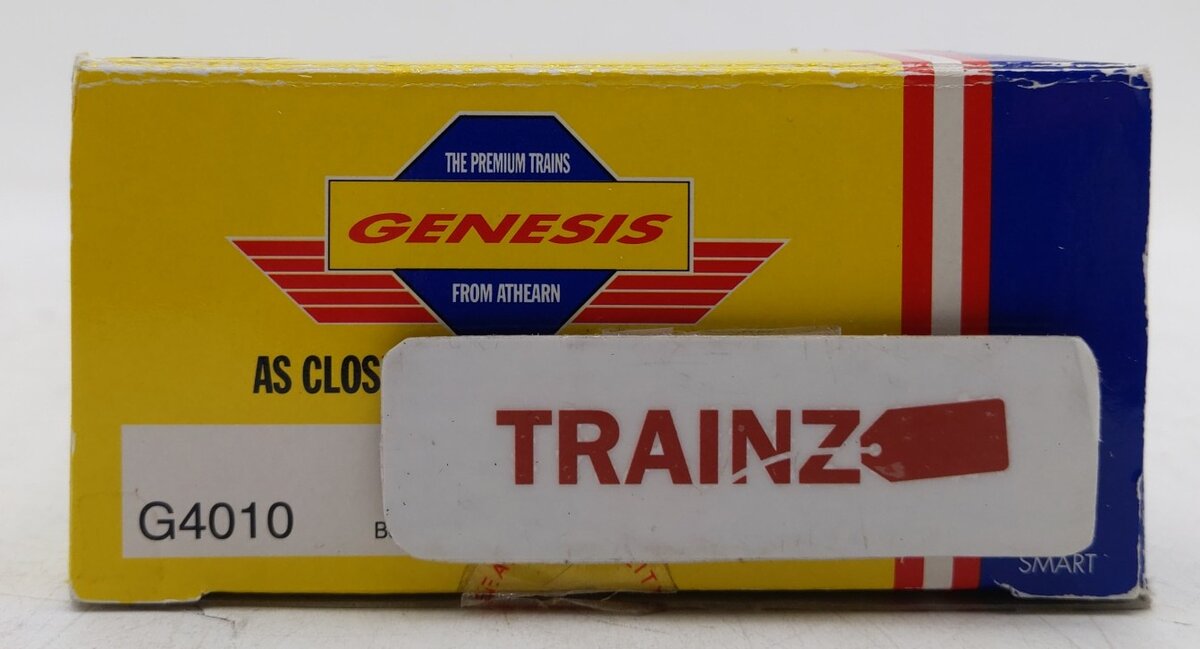 THE PREMIUM TRAINS
GENESIS
FROM ATHEARN
AS CLOS
TRAINZ
G4010
B
SMART